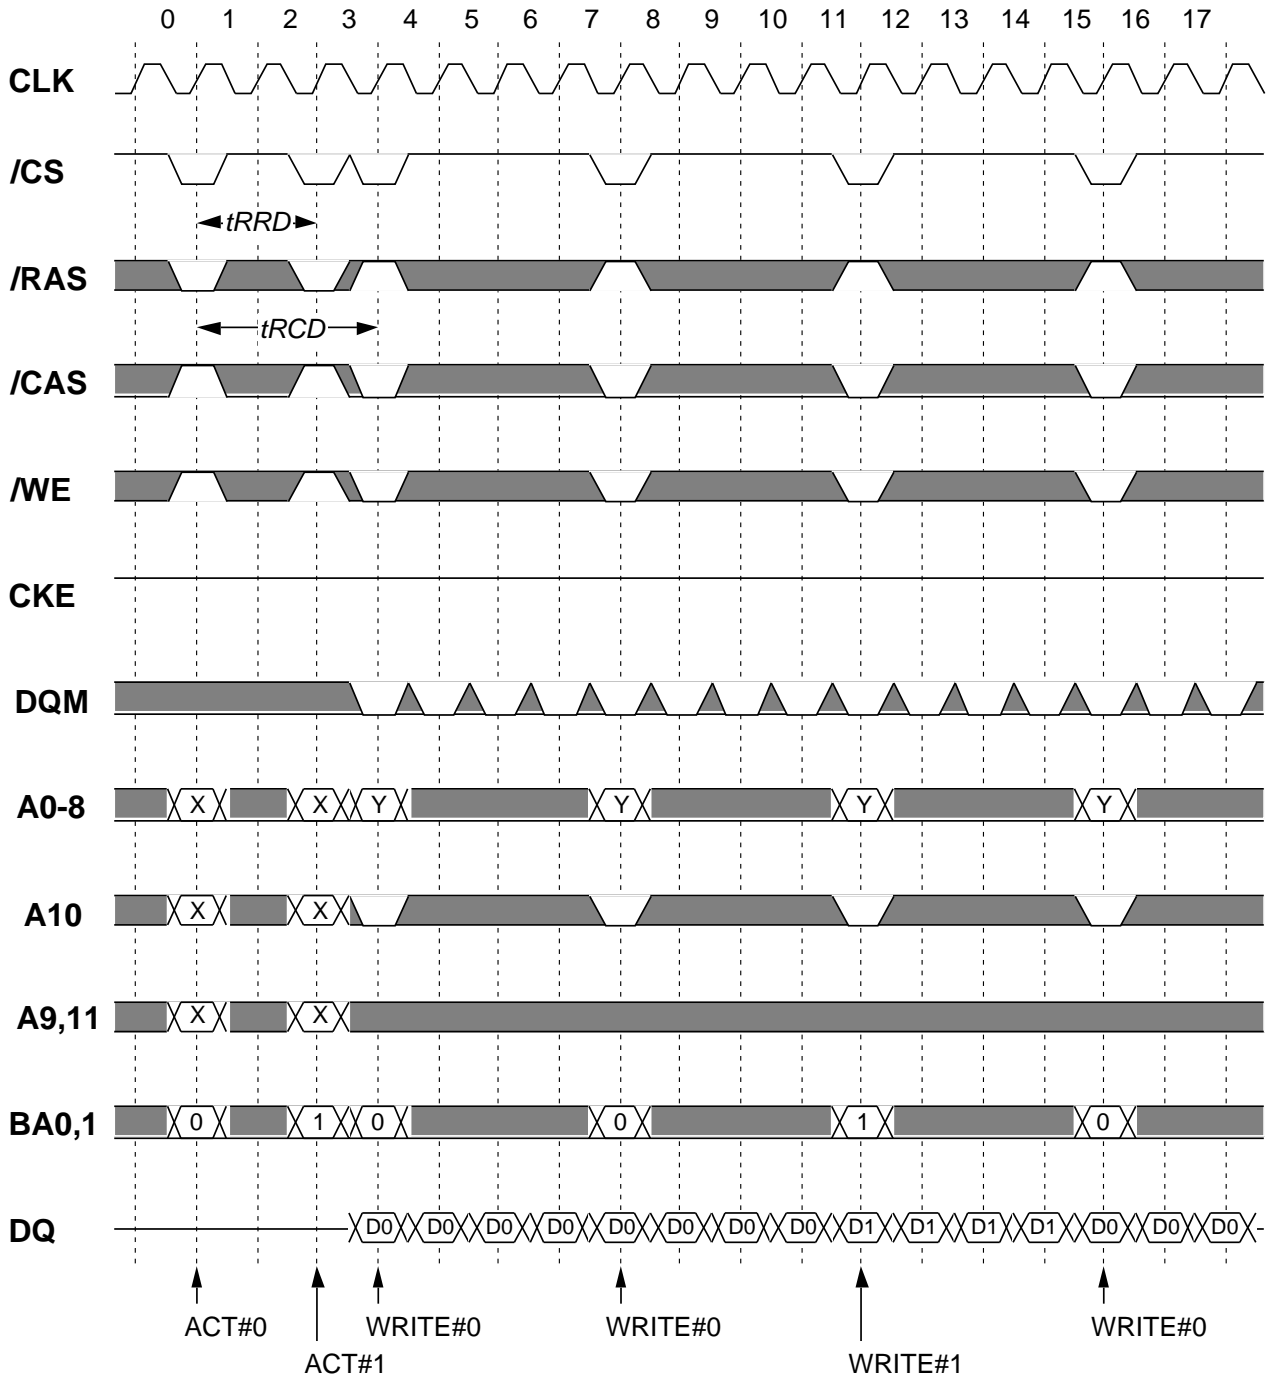 0 1 2 3 4 5 6 7 8 9 10 11 12 13 14 15 16 17
CLK
/CS
tRRD
/RAS
tRCD
/CAS
/WE
CKE
DQM
A0-8 X X Y Y Y Y
A10 X X
A9,11 X X
BA0,1 0 1 0 0 1 0
DQ D0 D0 D0 D0 D0 D0 D0 D0 D1 D1 D1 D1 D0 D0 D0
ACT#0 WRITE#0 WRITE#0 WRITE#0
ACT#1 WRITE#1